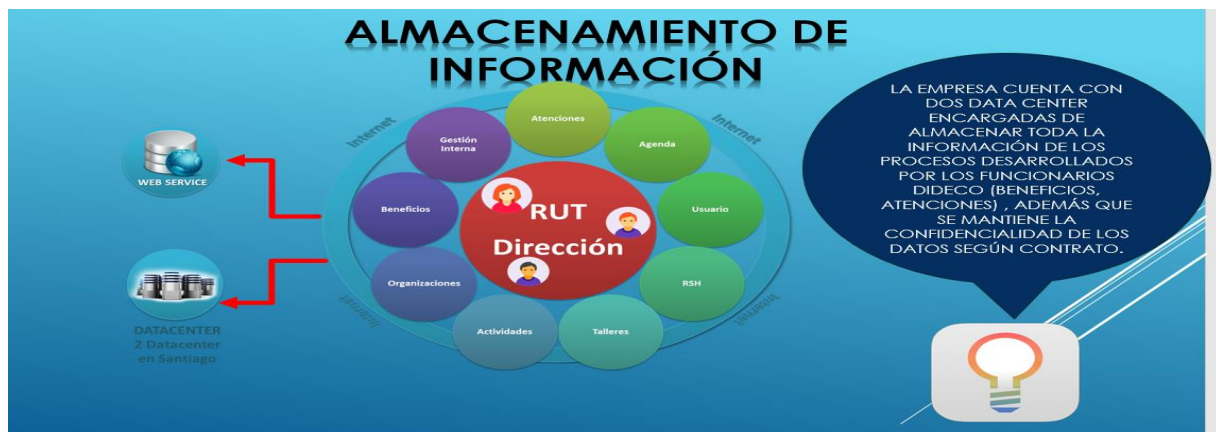 ALMACENAMIENTO DE
INFORMACIÓN
Internet
Internet
Internet
Internet
Atenciones
Agenda
Usuario
RSH
Talleres
Actividades
Organizaciones
Beneficios
Gestión
Interna
RUT
Dirección
WEB SERVICE
DATACENTER
2 Datacenter
en Santiago
LA EMPRESA CUENTA CON
DOS DATA CENTER
ENCARGADAS DE
ALMACENAR TODA LA
INFORMACIÓN DE LOS
PROCESOS DESARROLLADOS
POR LOS FUNCIONARIOS
DIDECO (BENEFICIOS,
ATENCIONES) , ADEMÁS QUE
SE MANTIENE LA
CONFIDENCIALIDAD DE LOS
DATOS SEGÚN CONTRATO.